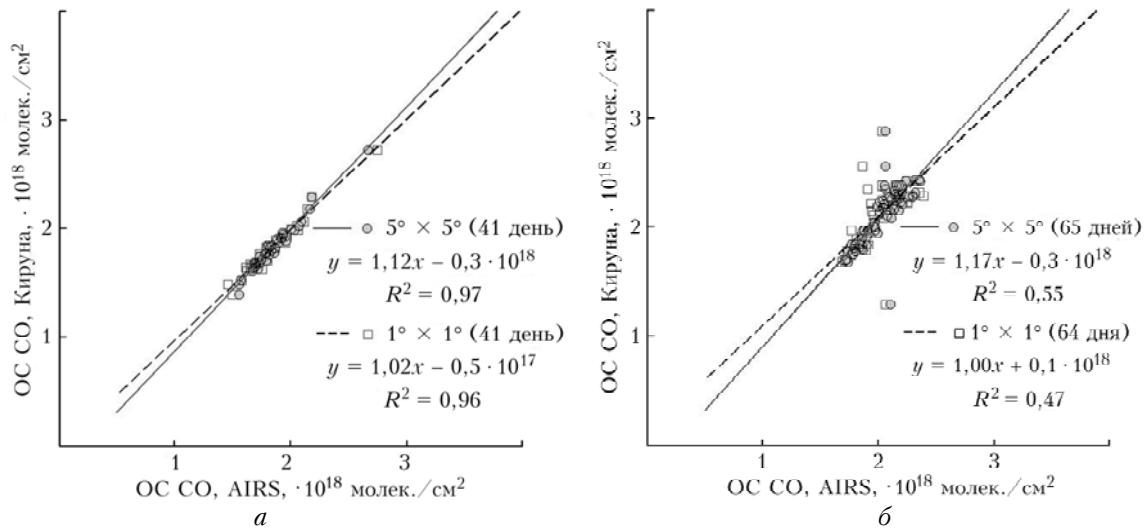 ОС СО, Кируна, · 10¹⁸ молек./см²
3
2
1
1
2
3
5° × 5° (41 день)
y = 1,12x – 0,3 · 10¹⁸
R² = 0,97
1° × 1° (41 день)
y = 1,02x – 0,5 · 10¹⁷
R² = 0,96
ОС СО, AIRS, ·10¹⁸ молек./см²
а
ОС СО, Кируна, · 10¹⁸ молек./см²
3
2
1
1
2
3
5° × 5° (65 дней)
y = 1,17x – 0,3 · 10¹⁸
R² = 0,55
1° × 1° (64 дня)
y = 1,00x + 0,1 · 10¹⁸
R² = 0,47
ОС СО, AIRS, ·10¹⁸ молек./см²
б